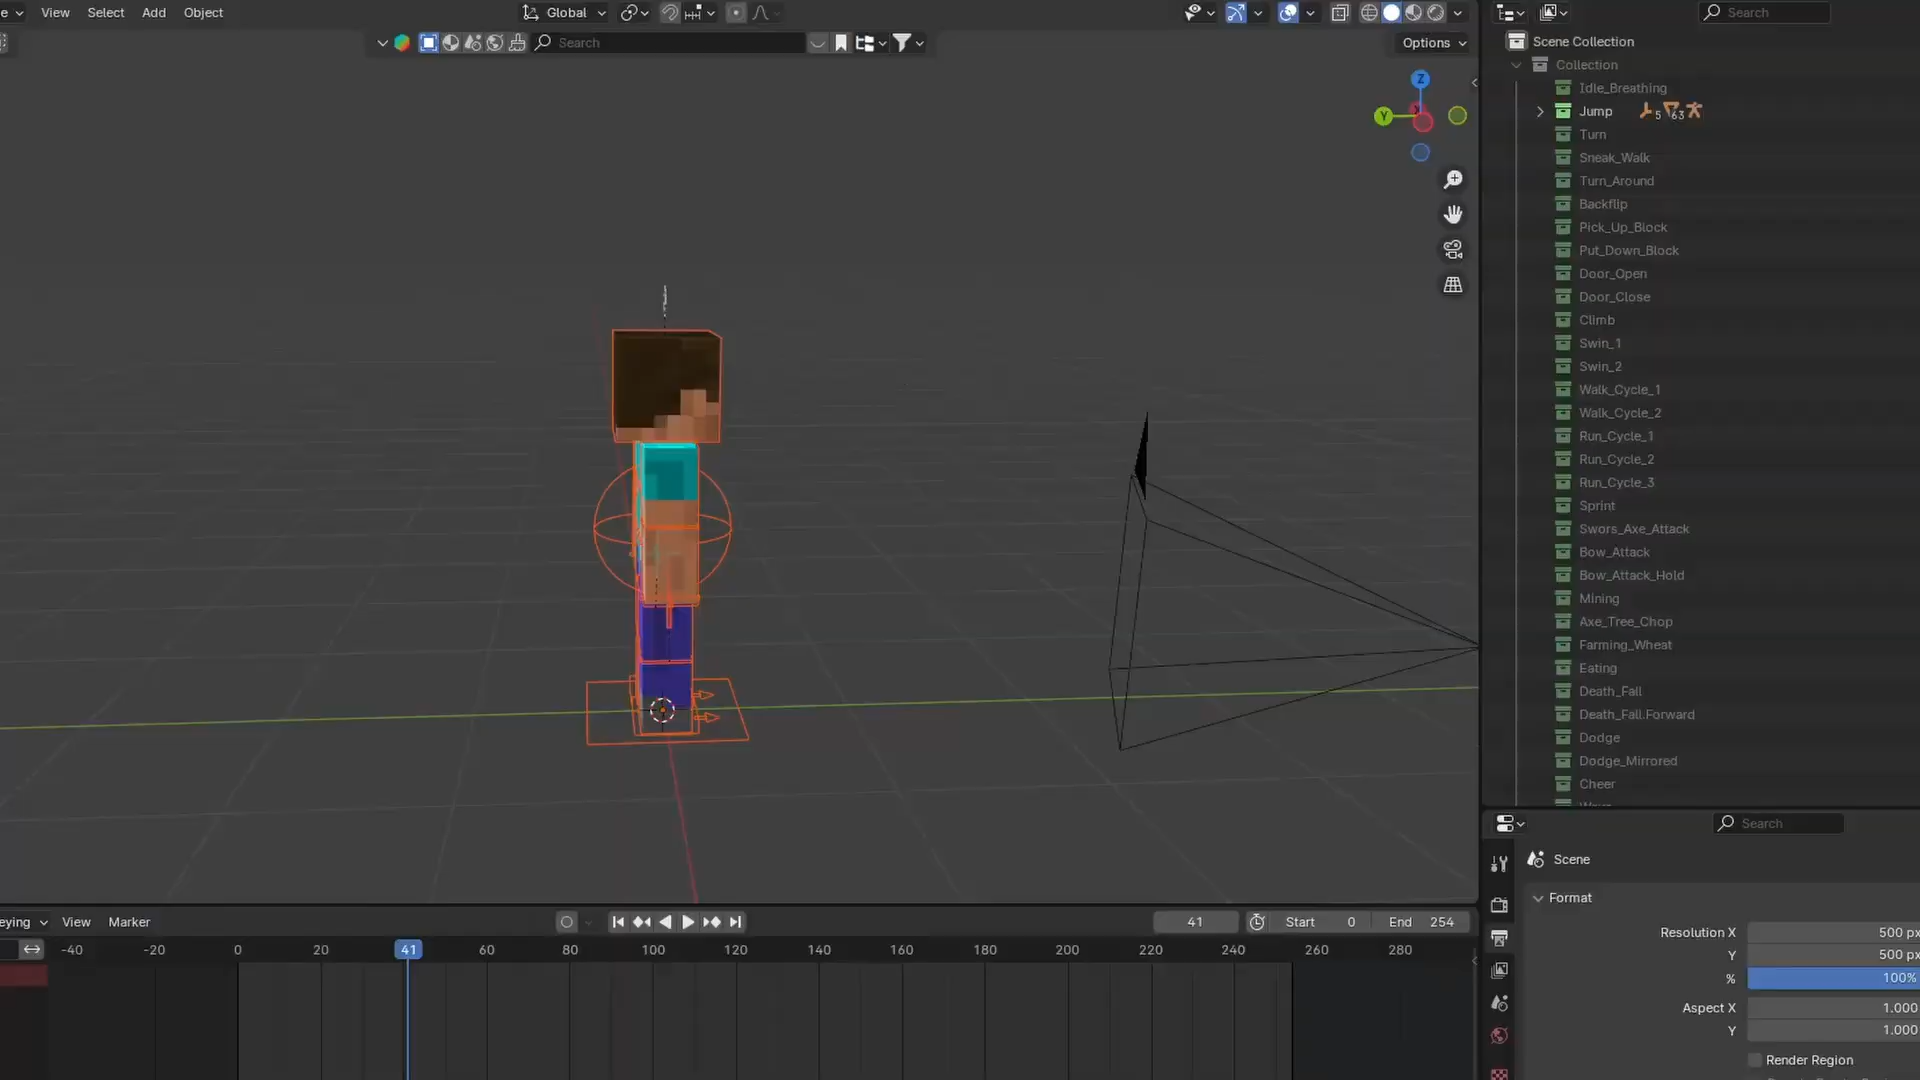 e View Select Add Object Global
Search Options
Z
Y
Search
Scene Collection
Collection
Idle_Breathing
Jump 5 63
Turn
Sneak_Walk
Turn_Around
Backflip
Pick_Up_Block
Put_Down_Block
Door_Open
Door_Close
Climb
Swin_1
Swin_2
Walk_Cycle_1
Walk_Cycle_2
Run_Cycle_1
Run_Cycle_2
Run_Cycle_3
Sprint
Swors_Axe_Attack
Bow_Attack
Bow_Attack_Hold
Mining
Axe_Tree_Chop
Farming_Wheat
Eating
Death_Fall
Death_Fall.Forward
Dodge
Dodge_Mirrored
Cheer
Search
Scene
Format
Resolution X 500 px
Y 500 px
% 100%
Aspect X 1.000
Y 1.000
Render Region
eying View Marker 41 Start 0 End 254
-40 -20 0 20 41 60 80 100 120 140 160 180 200 220 240 260 280